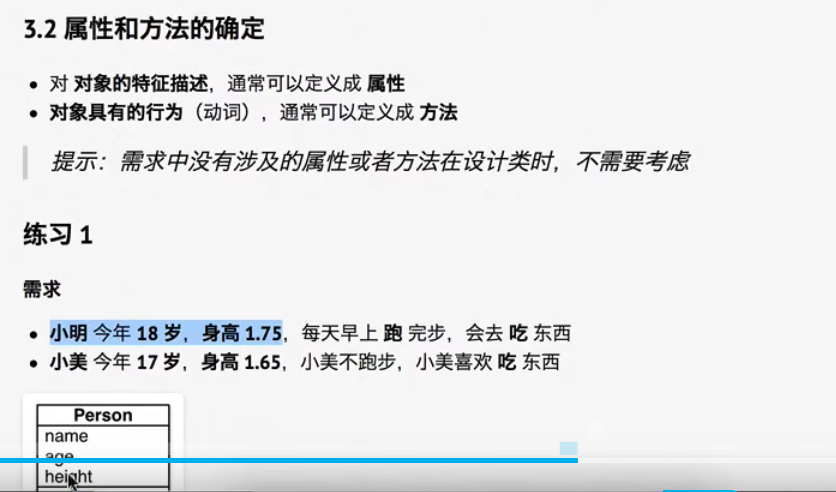 3.2 属性和方法的确定
对 对象的特征描述，通常可以定义成 属性
对象具有的行为（动词），通常可以定义成 方法
提示：需求中没有涉及的属性或者方法在设计类时，不需要考虑
练习 1
需求
小明 今年 18 岁，身高 1.75，每天早上 跑 完步，会去 吃 东西
小美 今年 17 岁，身高 1.65，小美不跑步，小美喜欢 吃 东西
Person
name
age
height